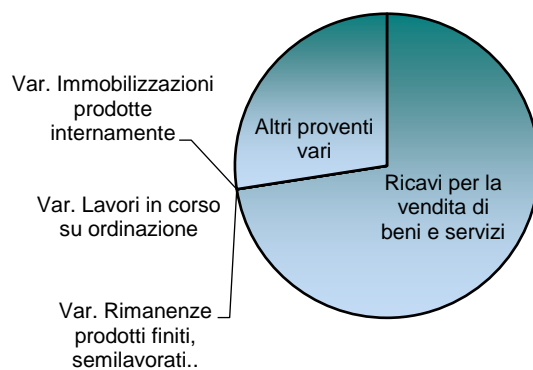 Var. Immobilizzazioni
prodotte
internamente
Altri proventi
vari
Ricavi per la
vendita di
beni e servizi
Var. Lavori in corso
su ordinazione
Var. Rimanenze
prodotti finiti,
semilavorati..